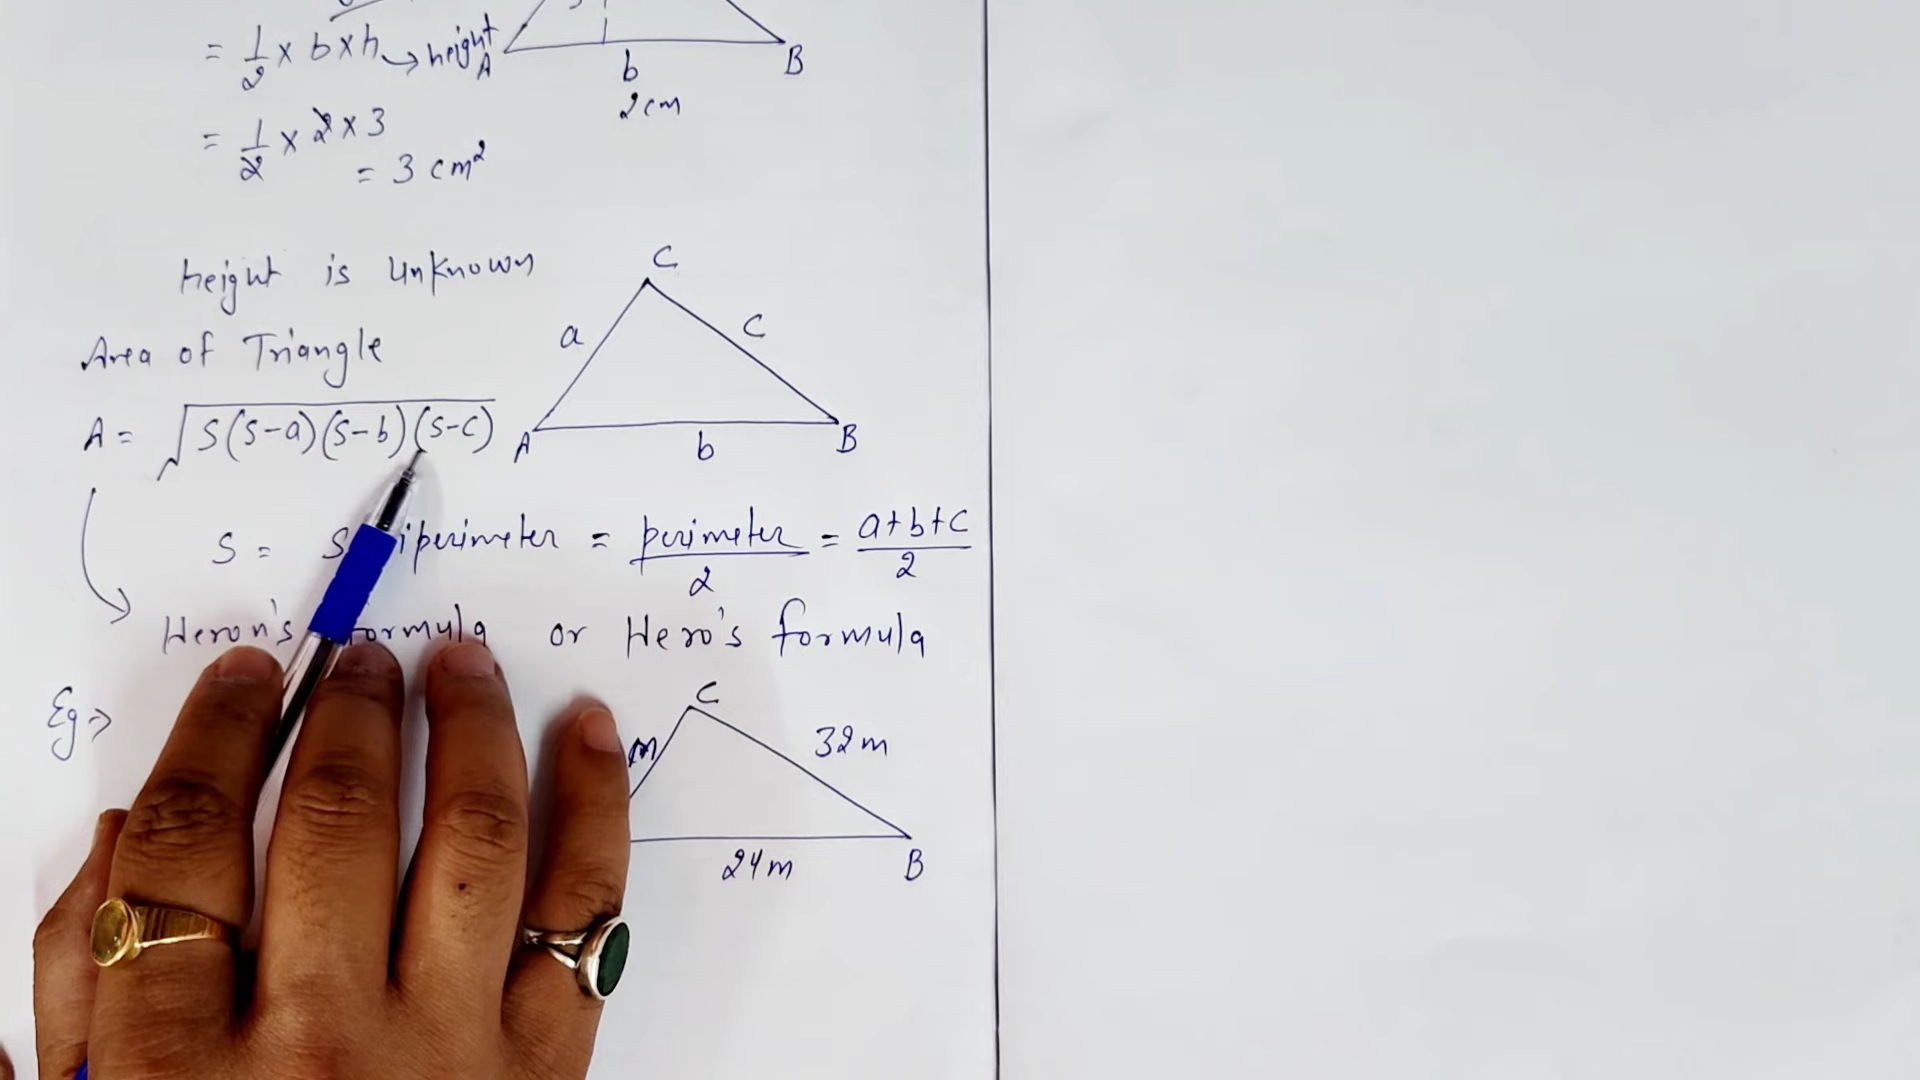 = 1/2 × b × h → height
A
B
b
2cm
= 1/2 × 2 × 3
= 3 cm²
height is unknown
C
Area of Triangle
a
c
A = √S(S-a)(S-b)(S-c)
A
b
B
S = iperimeter = perimeter/2 = a+b+c/2
Heron's formula or Hero's formula
Eg ⇒
C
m
32m
24m
B